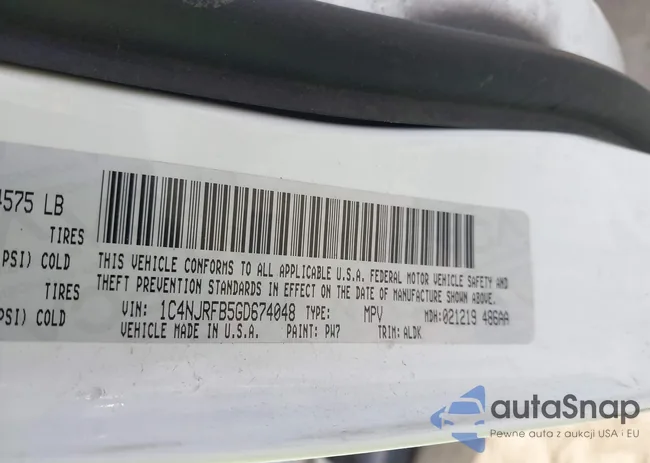 4575 LB
TIRES
PSI) COLD
TIRES
PSI) COLD
THIS VEHICLE CONFORMS TO ALL APPLICABLE U.S.A. FEDERAL MOTOR VEHICLE SAFETY AND
THEFT PREVENTION STANDARDS IN EFFECT ON THE DATE OF MANUFACTURE SHOWN ABOVE.
VIN: 1C4NJRFB5GD674048 TYPE: MPV MDH:021219 486AA
VEHICLE MADE IN U.S.A. PAINT: PW7 TRIM: ALDK
autaSnap
Pewne auta z aukcji USA i EU